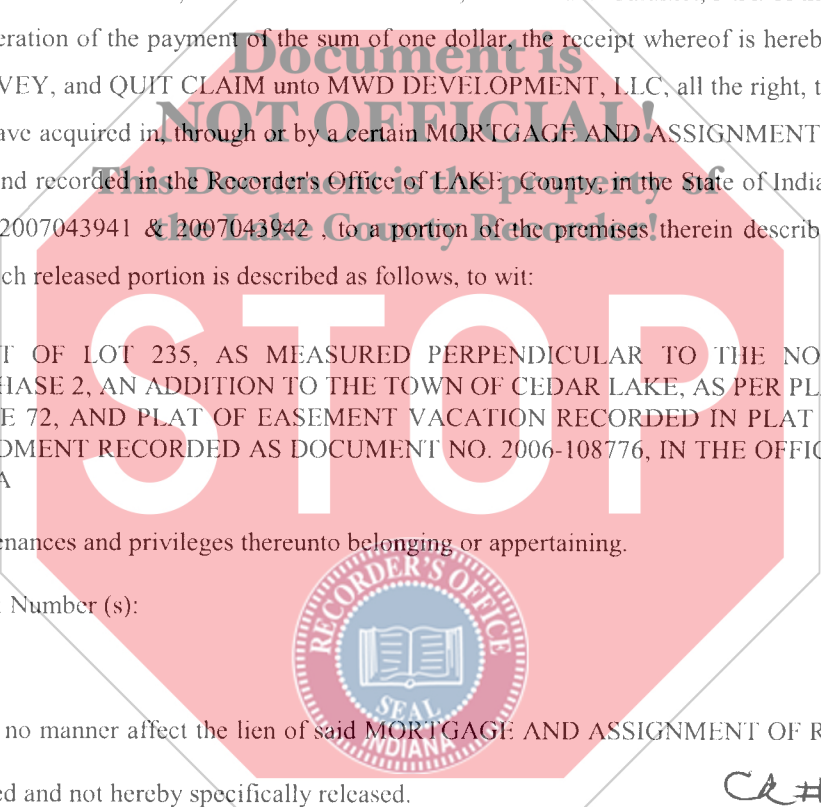 eration of the payment of the sum of one dollar, the receipt whereof is hereb
Document is
VEY, and QUIT CLAIM unto MWD DEVELOPMENT, LLC, all the right, t
NOT OFFICIAL!
ave acquired in, through or by a certain MORTGAGE AND ASSIGNMENT
This Document is the property of
nd recorded in the Recorder's Office of LAKE County, in the State of India
the Lake County Recorder!
2007043941 & 2007043942 , to a portion of the premises therein describ
ch released portion is described as follows, to wit:
STOP
T OF LOT 235, AS MEASURED PERPENDICULAR TO THE NO
HASE 2, AN ADDITION TO THE TOWN OF CEDAR LAKE, AS PER PLA
E 72, AND PLAT OF EASEMENT VACATION RECORDED IN PLAT
DMENT RECORDED AS DOCUMENT NO. 2006-108776, IN THE OFFIC
A
enances and privileges thereunto belonging or appertaining.
RECORDER'S OFFICE
Number (s):
SEAL
INDIANA
no manner affect the lien of said MORTGAGE AND ASSIGNMENT OF R
ed and not hereby specifically released.